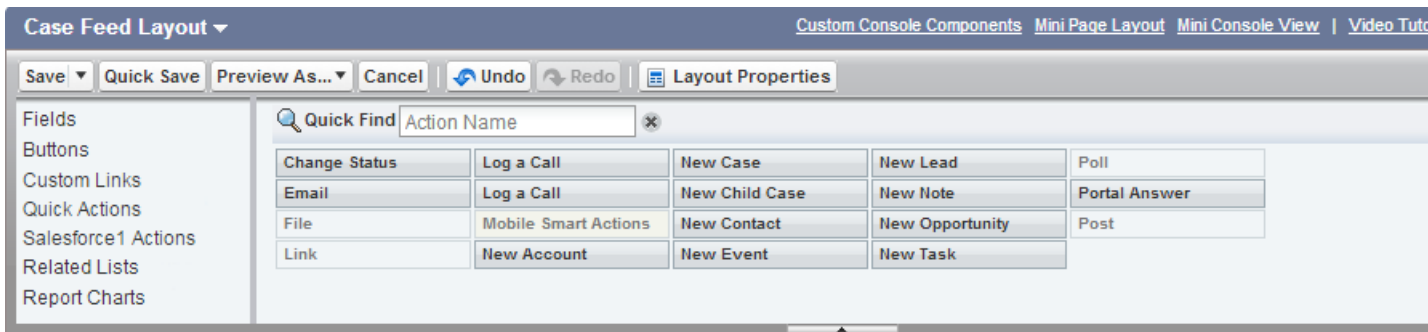 Case Feed Layout Custom Console Components Mini Page Layout Mini Console View | Video
Save Quick Save Preview As... Cancel Undo Redo Layout Properties
Fields
Buttons
Custom Links
Quick Actions
Salesforce1 Actions
Related Lists
Report Charts
Quick Find Action Name
Change Status Log a Call New Case New Lead Poll
Email Log a Call New Child Case New Note Portal Answer
File Mobile Smart Actions New Contact New Opportunity Post
Link New Account New Event New Task